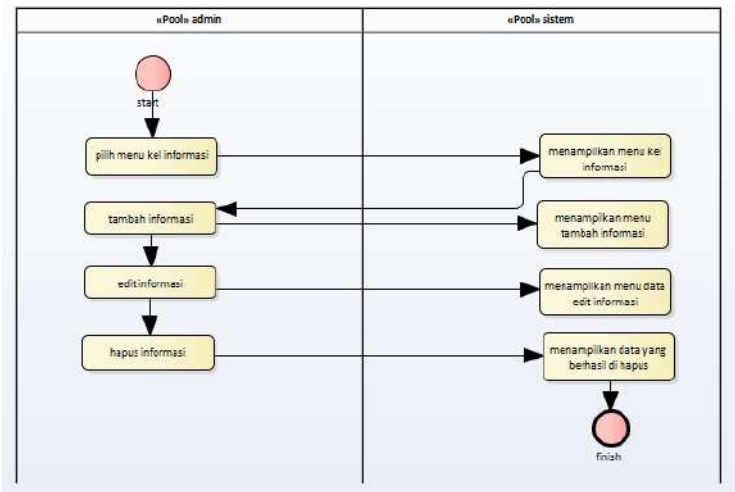 «Pool» admin
«Pool» sistem
start
pilih menu kel informasi
menampilkan menu kel
informasi
tambah informasi
menampikan menu
tambah informasi
edit informasi
menampilkan menu data
edit informasi
hapus informasi
menampilkan data yang
berhasil di hapus
finish